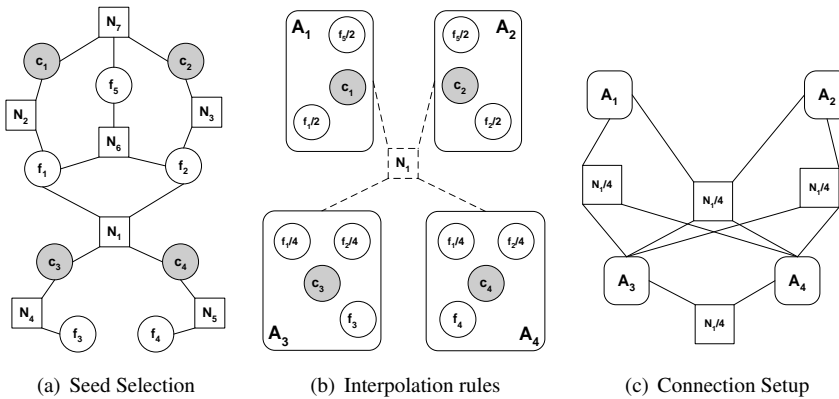 N7
c1
c2
f5
N2
N3
N6
f1
f2
N1
c3
c4
N4
N5
f3
f4
(a) Seed Selection
A1
f5/2
c1
f1/2
f5/2
A2
c2
f2/2
N1
f1/4
f2/4
c3
f3
A3
f1/4
f2/4
c4
f4
A4
(b) Interpolation rules
A1
A2
N1/4
N1/4
N1/4
A3
A4
N1/4
(c) Connection Setup